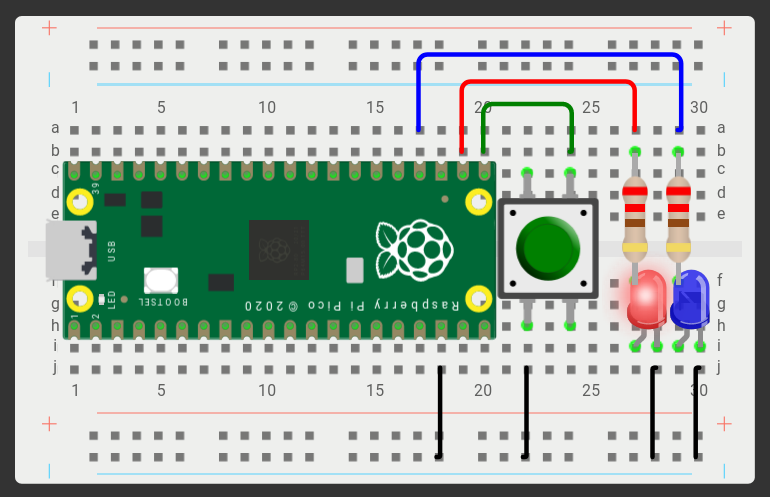 1 5 10 15 20 25 30
a a
b b
c c
d d
39
e e
USB
f f
BOOTSEL
LED
Raspberry Pi Pico © 2020
g g
1
2
h h
i i
j j
1 5 10 15 20 25 30